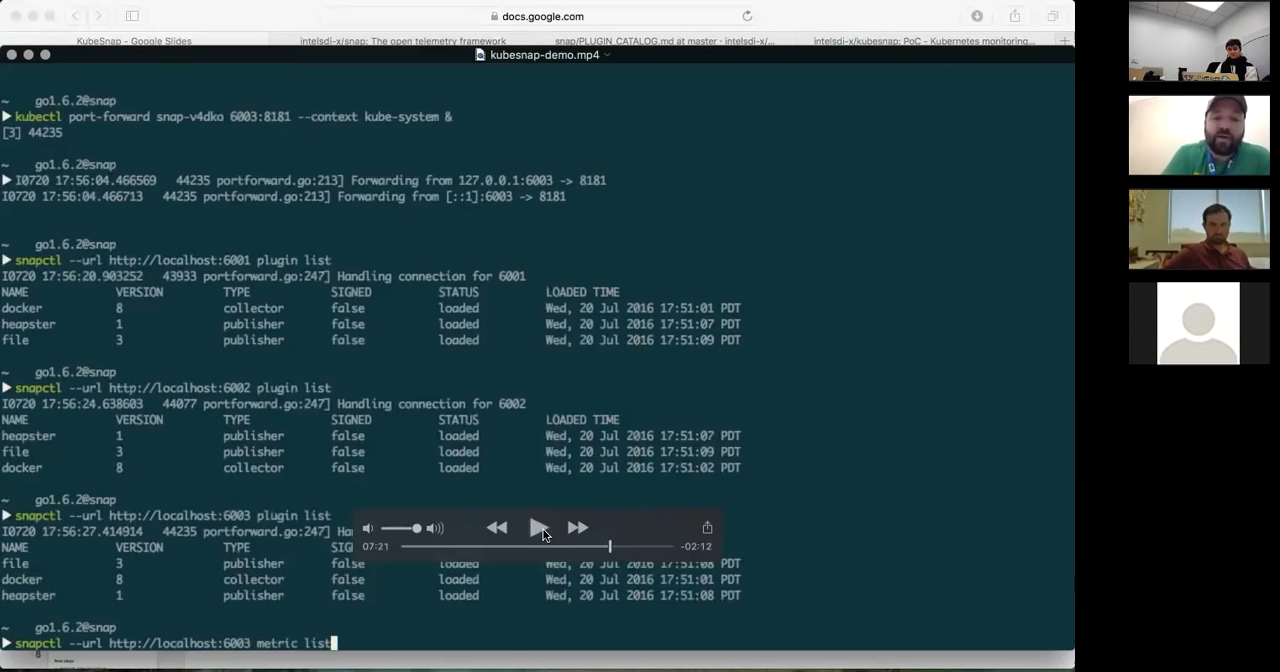 docs.google.com
KubeSnap - Google Slides
intelsdi-x/snap: The open telemetry framework
snap/PLUGIN_CATALOG.md at master · intelsdi-x/...
intelsdi-x/kubesnap: PoC - Kubernetes monitoring...
kubesnap-demo.mp4
~ go1.6.2@snap
kubectl port-forward snap-v4dko 6003:8181 --context kube-system &
[3] 44235
~ go1.6.2@snap
I0720 17:56:04.466569 44235 portforward.go:213] Forwarding from 127.0.0.1:6003 -> 8181
I0720 17:56:04.466713 44235 portforward.go:213] Forwarding from [::1]:6003 -> 8181
~ go1.6.2@snap
snapctl --url http://localhost:6001 plugin list
I0720 17:56:20.903252 43933 portforward.go:247] Handling connection for 6001
NAME VERSION TYPE SIGNED STATUS LOADED TIME
docker 8 collector false loaded Wed, 20 Jul 2016 17:51:01 PDT
heapster 1 publisher false loaded Wed, 20 Jul 2016 17:51:07 PDT
file 3 publisher false loaded Wed, 20 Jul 2016 17:51:09 PDT
~ go1.6.2@snap
snapctl --url http://localhost:6002 plugin list
I0720 17:56:24.638603 44077 portforward.go:247] Handling connection for 6002
NAME VERSION TYPE SIGNED STATUS LOADED TIME
heapster 1 publisher false loaded Wed, 20 Jul 2016 17:51:07 PDT
file 3 publisher false loaded Wed, 20 Jul 2016 17:51:09 PDT
docker 8 collector false loaded Wed, 20 Jul 2016 17:51:02 PDT
~ go1.6.2@snap
snapctl --url http://localhost:6003 plugin list
I0720 17:56:27.414914 44235 portforward.go:247] Ha
NAME VERSION TYPE SIG
07:21 -02:12
file 3 publisher false loaded Wed, 20 Jul 2016 17:51:08 PDT
docker 8 collector false loaded Wed, 20 Jul 2016 17:51:01 PDT
heapster 1 publisher false loaded Wed, 20 Jul 2016 17:51:08 PDT
~ go1.6.2@snap
snapctl --url http://localhost:6003 metric list
8